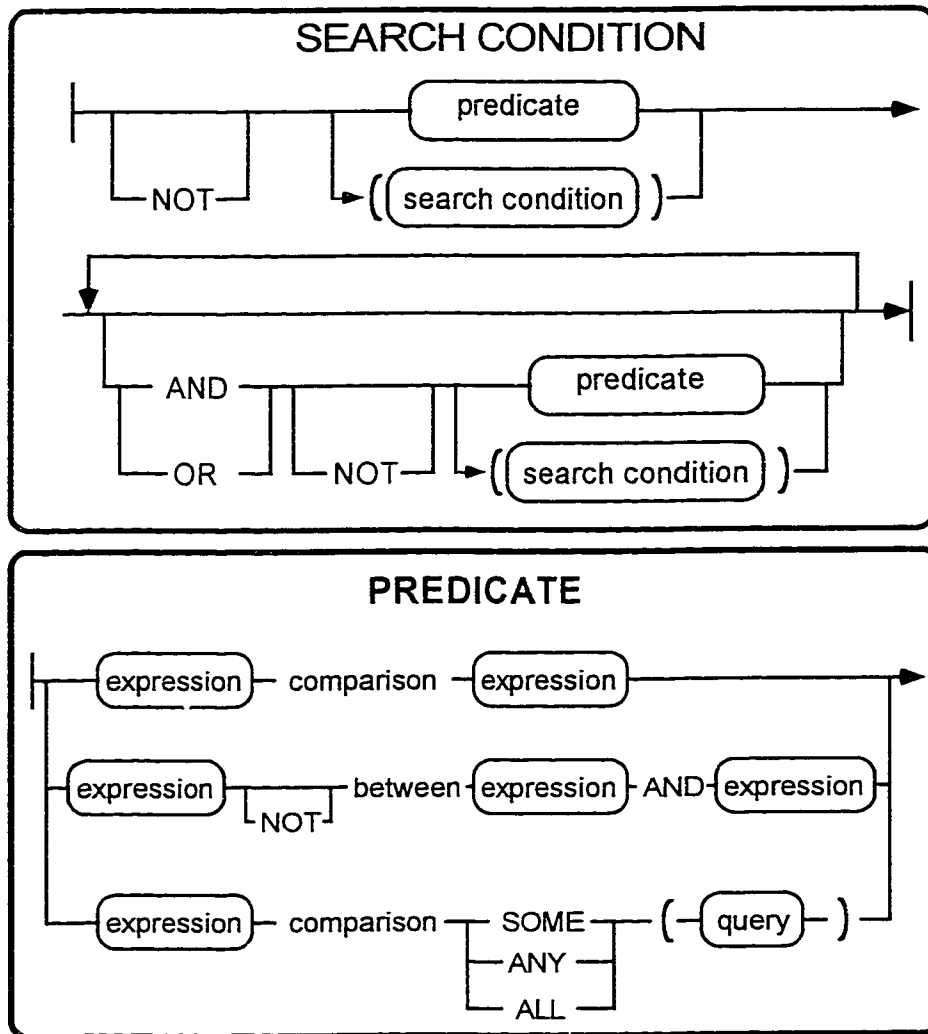 SEARCH CONDITION
predicate
NOT
( search condition )
AND
predicate
OR
NOT
( search condition )
PREDICATE
expression comparison expression
expression between expression AND expression
NOT
expression comparison SOME ( query )
ANY
ALL